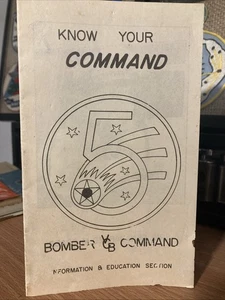 KNOW YOUR
COMMAND
5
BOMBER COMMAND
INFORMATION & EDUCATION SECTION